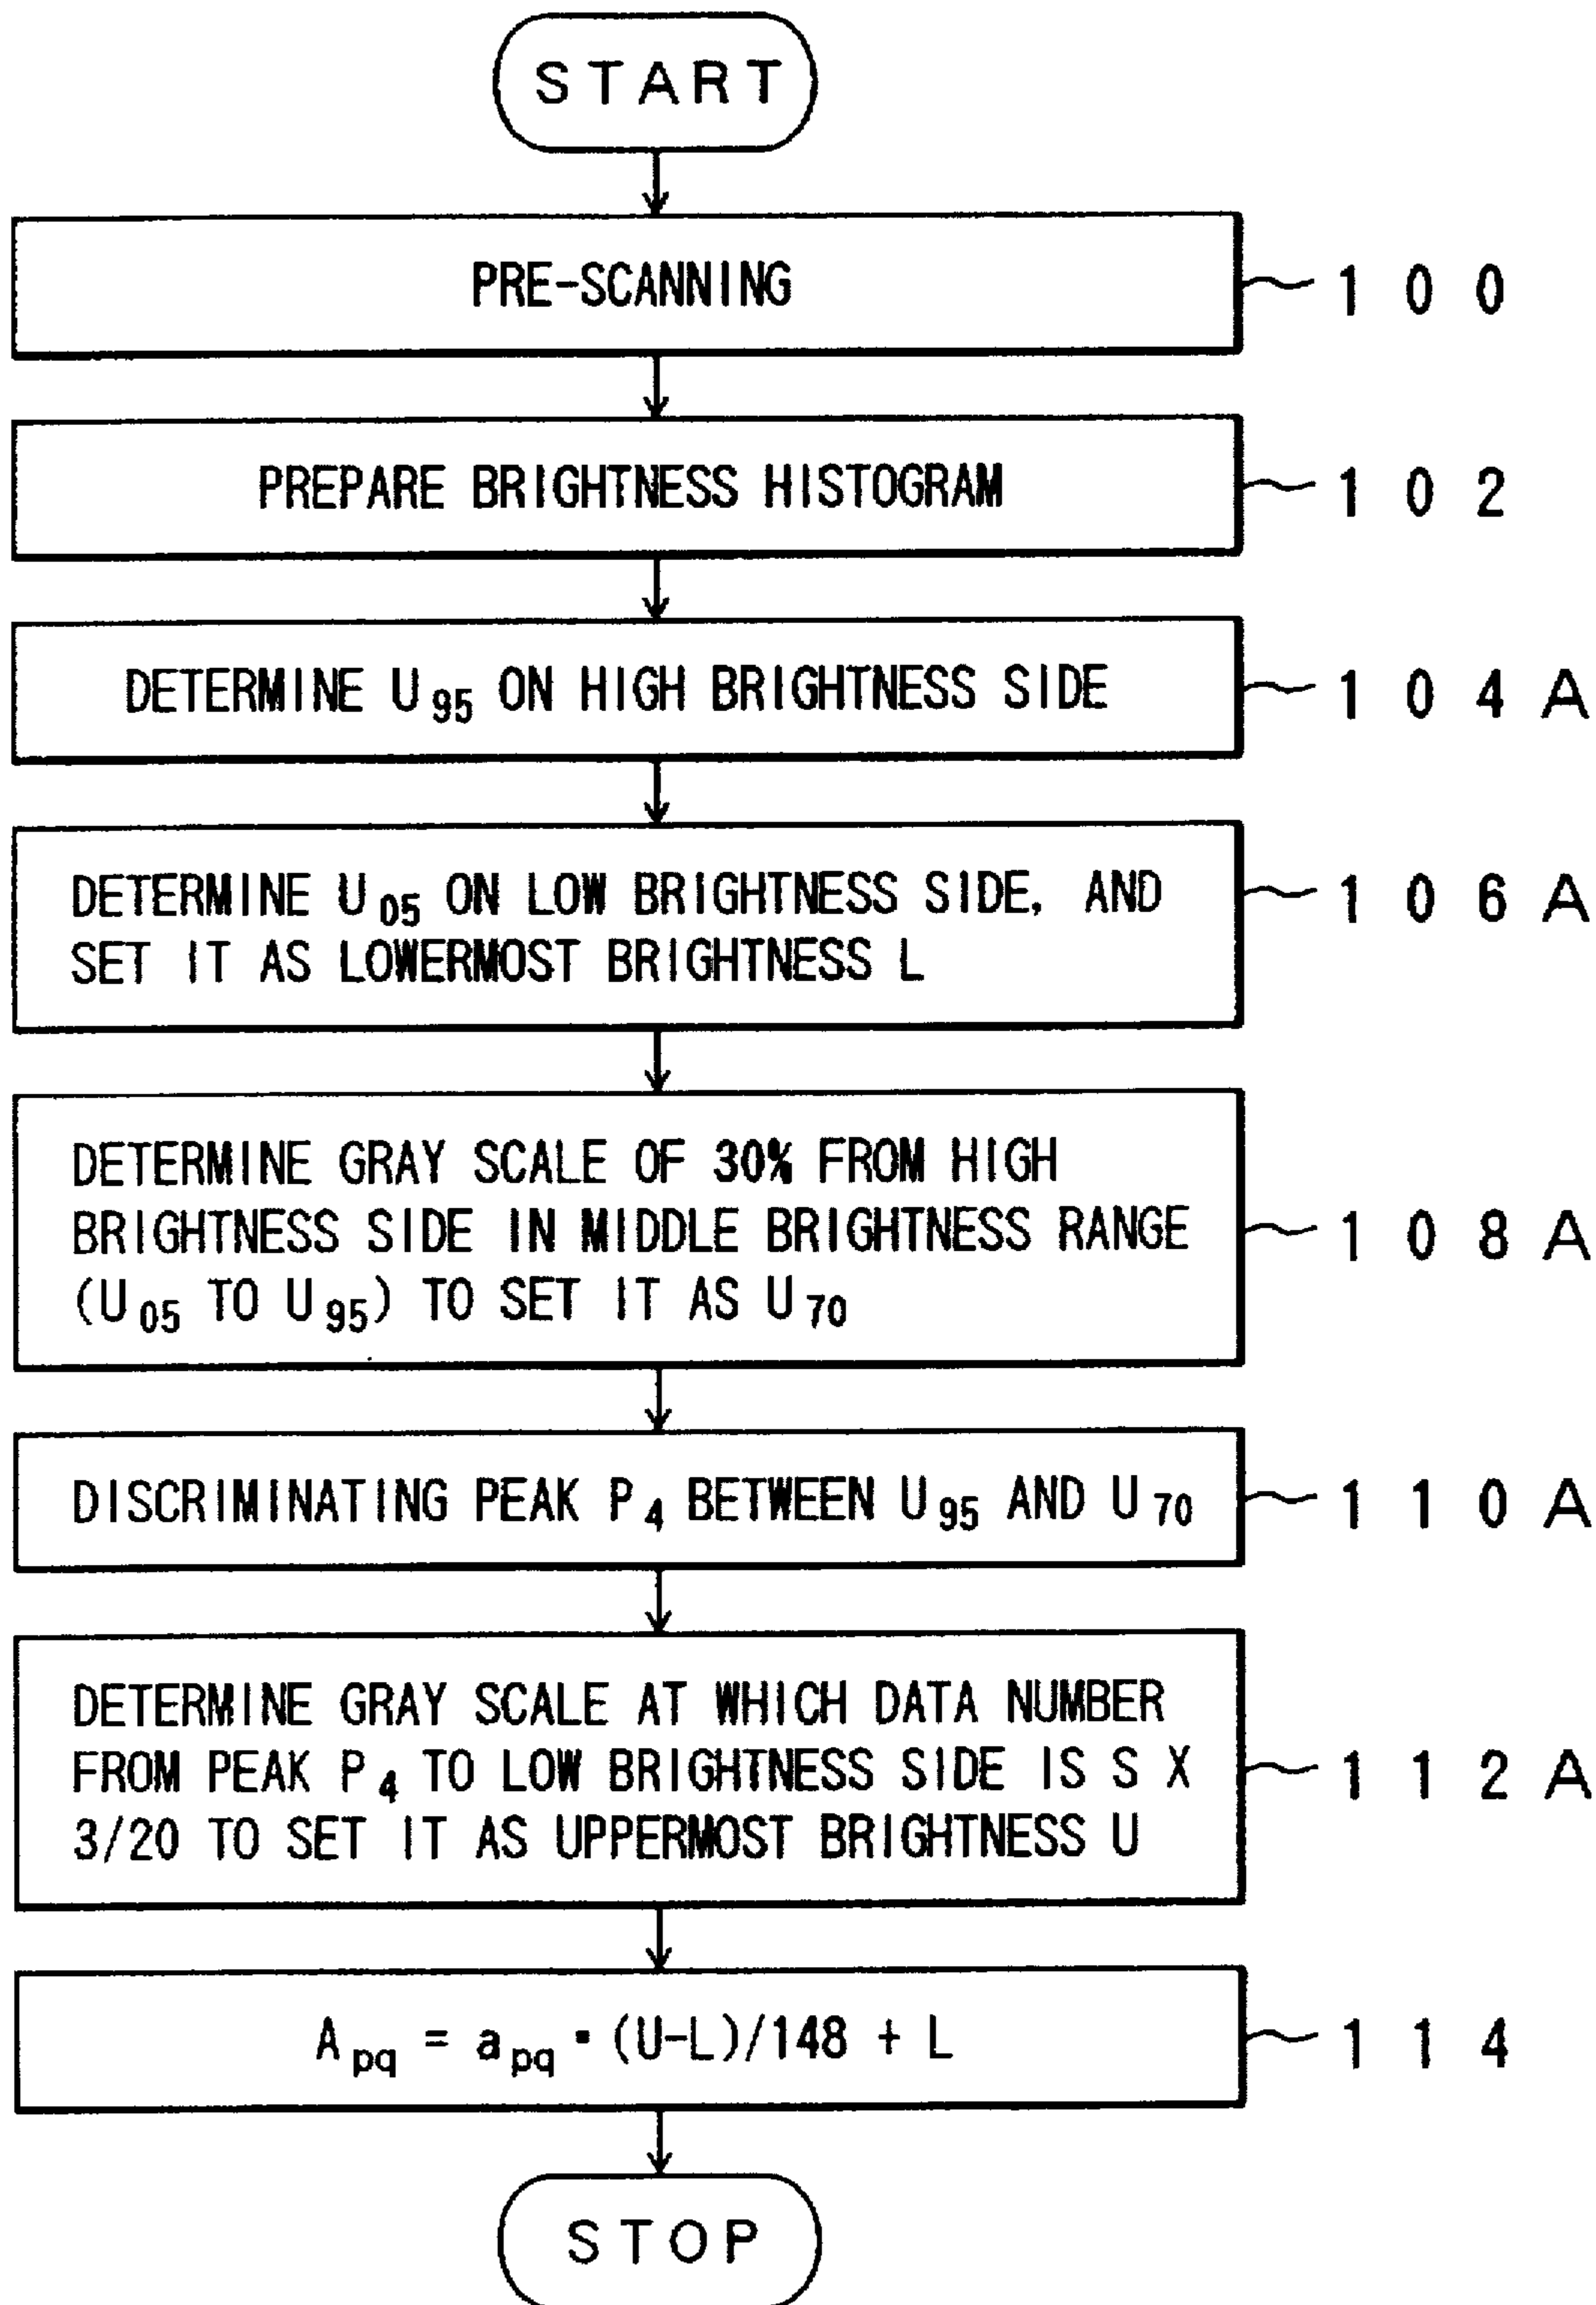 START
PRE-SCANNING
100
PREPARE BRIGHTNESS HISTOGRAM
102
DETERMINE U95 ON HIGH BRIGHTNESS SIDE
104A
DETERMINE U05 ON LOW BRIGHTNESS SIDE, AND
SET IT AS LOWERMOST BRIGHTNESS L
106A
DETERMINE GRAY SCALE OF 30% FROM HIGH
BRIGHTNESS SIDE IN MIDDLE BRIGHTNESS RANGE
(U05 TO U95) TO SET IT AS U70
108A
DISCRIMINATING PEAK P4 BETWEEN U95 AND U70
110A
DETERMINE GRAY SCALE AT WHICH DATA NUMBER
FROM PEAK P4 TO LOW BRIGHTNESS SIDE IS S X
3/20 TO SET IT AS UPPERMOST BRIGHTNESS U
112A
Apq = apq ▪ (U-L)/148 + L
114
STOP